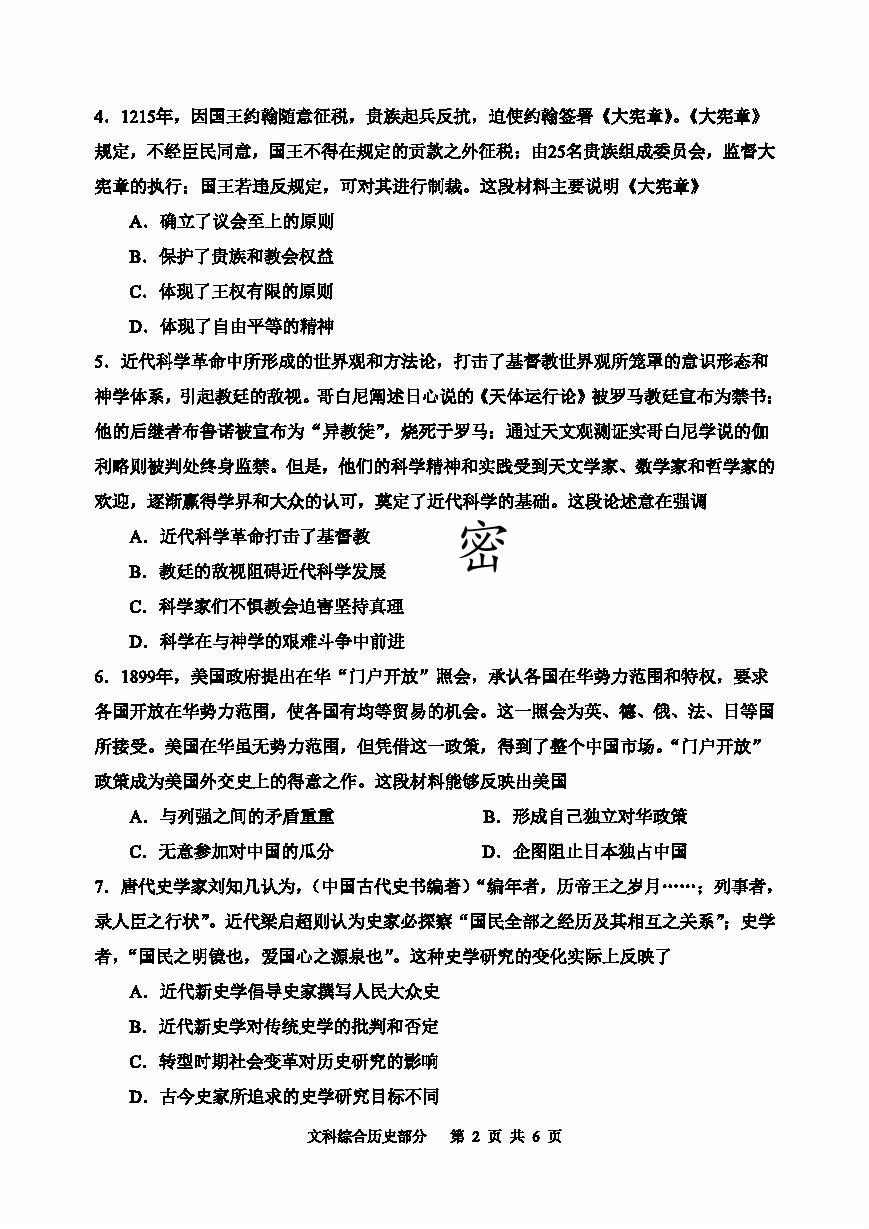 4．1215年，因国王约翰随意征税，贵族起兵反抗，迫使约翰签署《大宪章》。《大宪章》
规定，不经臣民同意，国王不得在规定的贡款之外征税；由25名贵族组成委员会，监督大
宪章的执行；国王若违反规定，可对其进行制裁。这段材料主要说明《大宪章》
A．确立了议会至上的原则
B．保护了贵族和教会权益
C．体现了王权有限的原则
D．体现了自由平等的精神
5．近代科学革命中所形成的世界观和方法论，打击了基督教世界观所笼罩的意识形态和
神学体系，引起教廷的敌视。哥白尼阐述日心说的《天体运行论》被罗马教廷宣布为禁书；
他的后继者布鲁诺被宣布为“异教徒”，烧死于罗马；通过天文观测证实哥白尼学说的伽
利略则被判处终身监禁。但是，他们的科学精神和实践受到天文学家、数学家和哲学家的
欢迎，逐渐赢得学界和大众的认可，奠定了近代科学的基础。这段论述意在强调
A．近代科学革命打击了基督教
密
B．教廷的敌视阻碍近代科学发展
C．科学家们不惧教会迫害坚持真理
D．科学在与神学的艰难斗争中前进
6．1899年，美国政府提出在华“门户开放”照会，承认各国在华势力范围和特权，要求
各国开放在华势力范围，使各国有均等贸易的机会。这一照会为英、德、俄、法、日等国
所接受。美国在华虽无势力范围，但凭借这一政策，得到了整个中国市场。“门户开放”
政策成为美国外交史上的得意之作。这段材料能够反映出美国
A．与列强之间的矛盾重重 B．形成自己独立对华政策
C．无意参加对中国的瓜分 D．企图阻止日本独占中国
7．唐代史学家刘知几认为，（中国古代史书编著）“编年者，历帝王之岁月……；列事者，
录人臣之行状”。近代梁启超则认为史家必探察“国民全部之经历及其相互之关系”；史学
者，“国民之明镜也，爱国心之源泉也”。这种史学研究的变化实际上反映了
A．近代新史学倡导史家撰写人民大众史
B．近代新史学对传统史学的批判和否定
C．转型时期社会变革对历史研究的影响
D．古今史家所追求的史学研究目标不同
文科综合历史部分 第 2 页 共 6 页